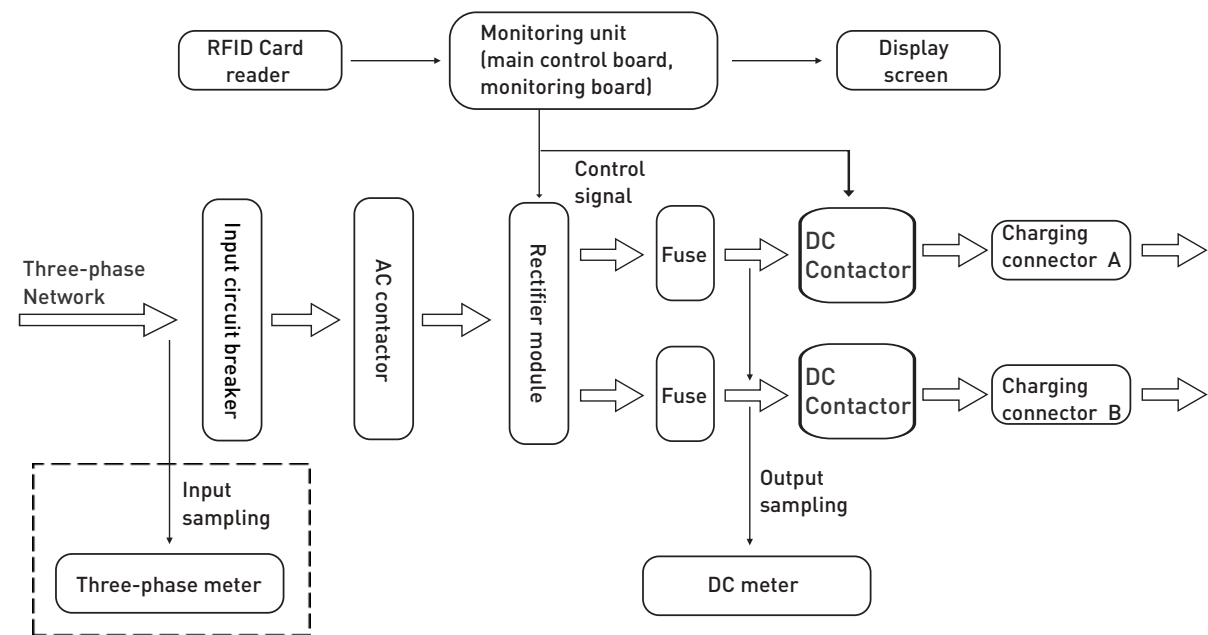 RFID Card
reader
Monitoring unit
(main control board,
monitoring board)
Display
screen
Control
signal
Three-phase
Network
Input circuit breaker
AC contactor
Rectifier module
Fuse
DC
Contactor
Charging
connector A
Fuse
DC
Contactor
Charging
connector B
Input
sampling
Output
sampling
Three-phase meter
DC meter